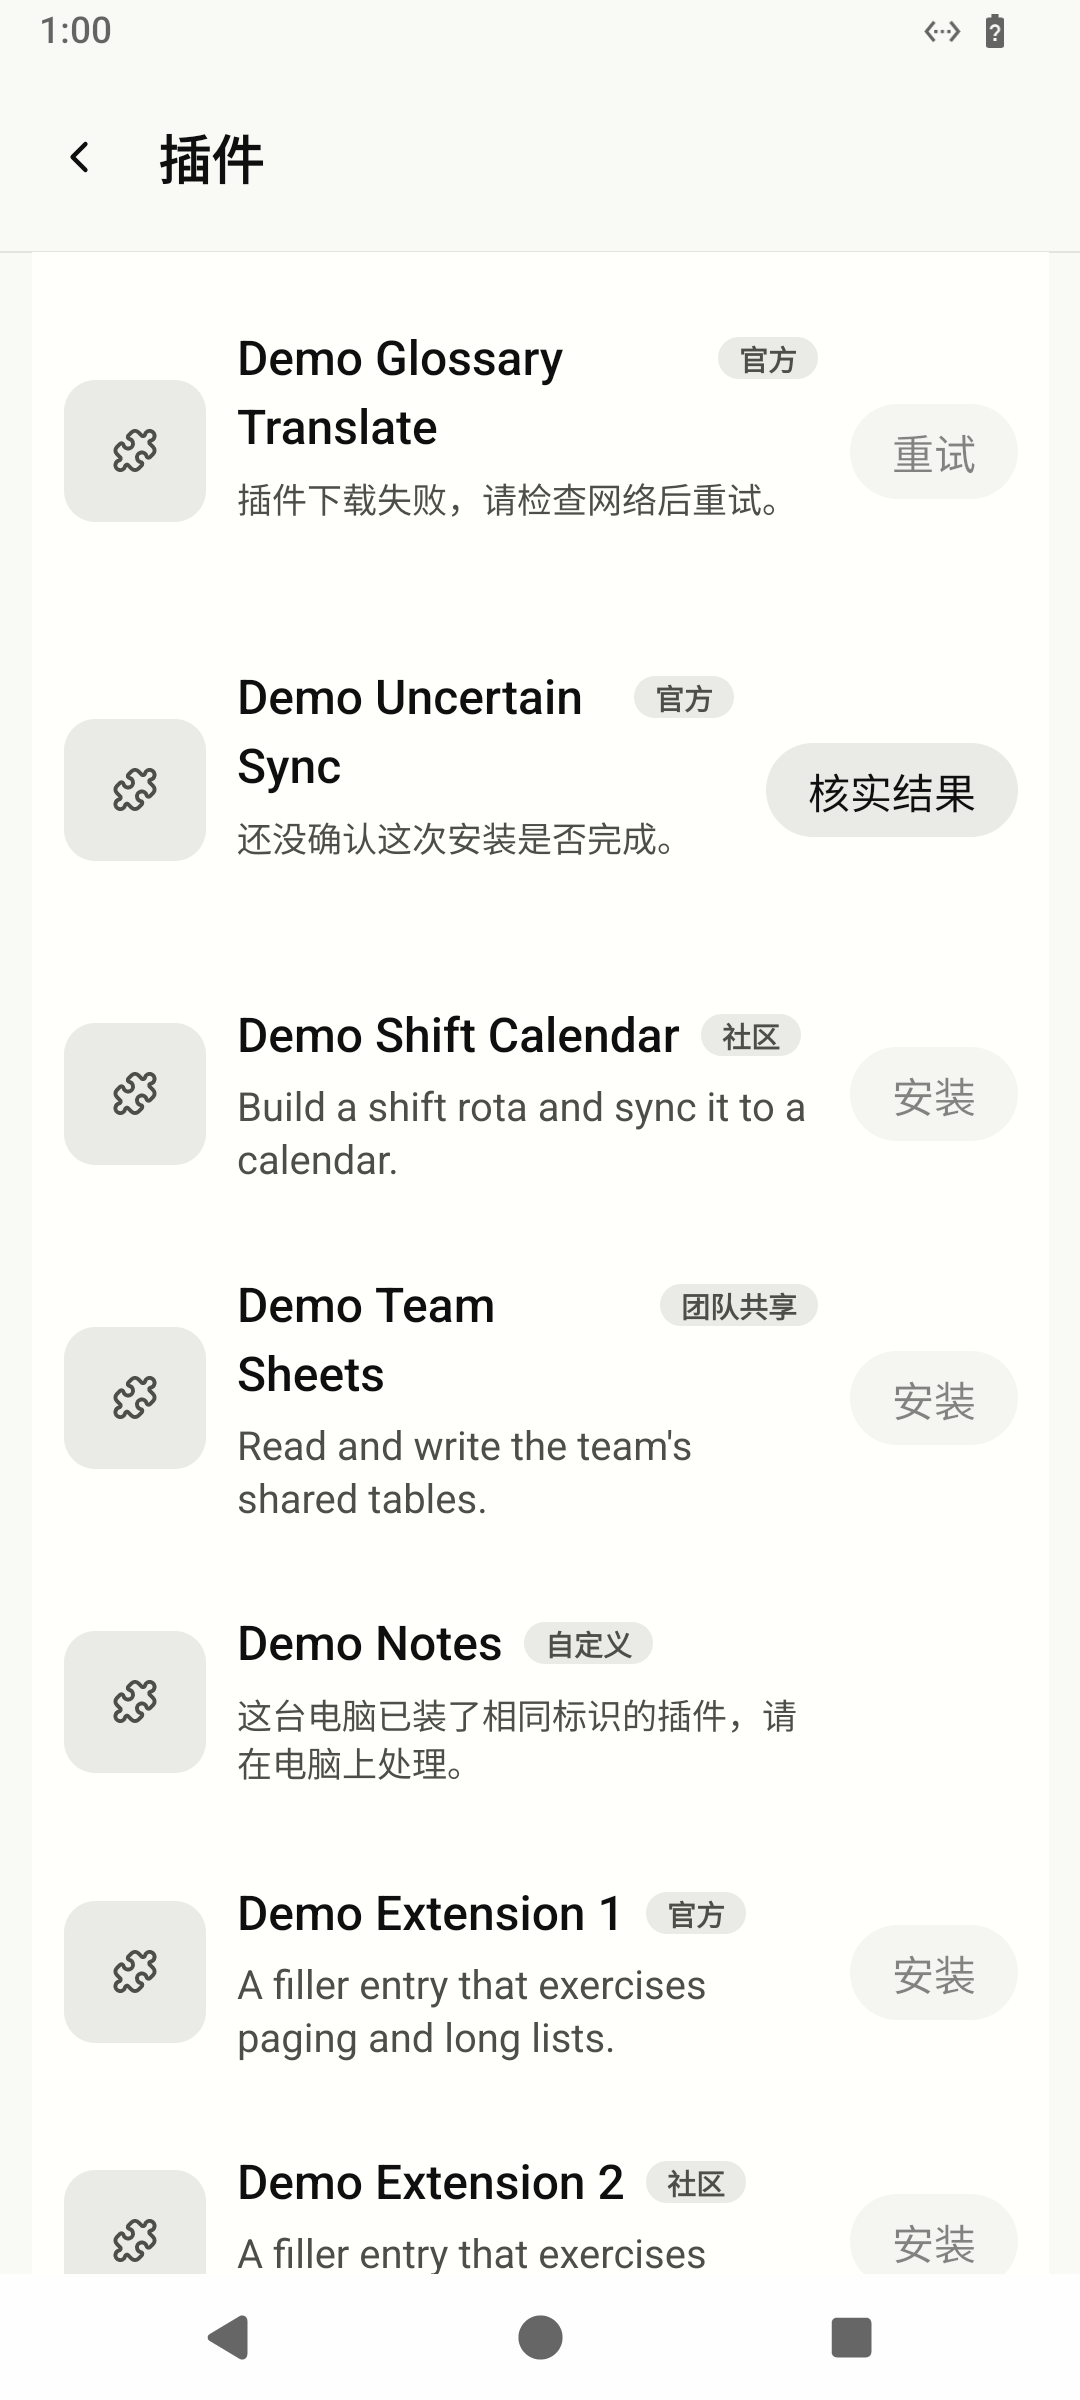 1:00
插件
Demo Glossary 官方
Translate
插件下载失败，请检查网络后重试。
重试
Demo Uncertain 官方
Sync
还没确认这次安装是否完成。
核实结果
Demo Shift Calendar 社区
Build a shift rota and sync it to a
calendar.
安装
Demo Team 团队共享
Sheets
Read and write the team's
shared tables.
安装
Demo Notes 自定义
这台电脑已装了相同标识的插件，请
在电脑上处理。
Demo Extension 1 官方
A filler entry that exercises
paging and long lists.
安装
Demo Extension 2 社区
A filler entry that exercises
安装